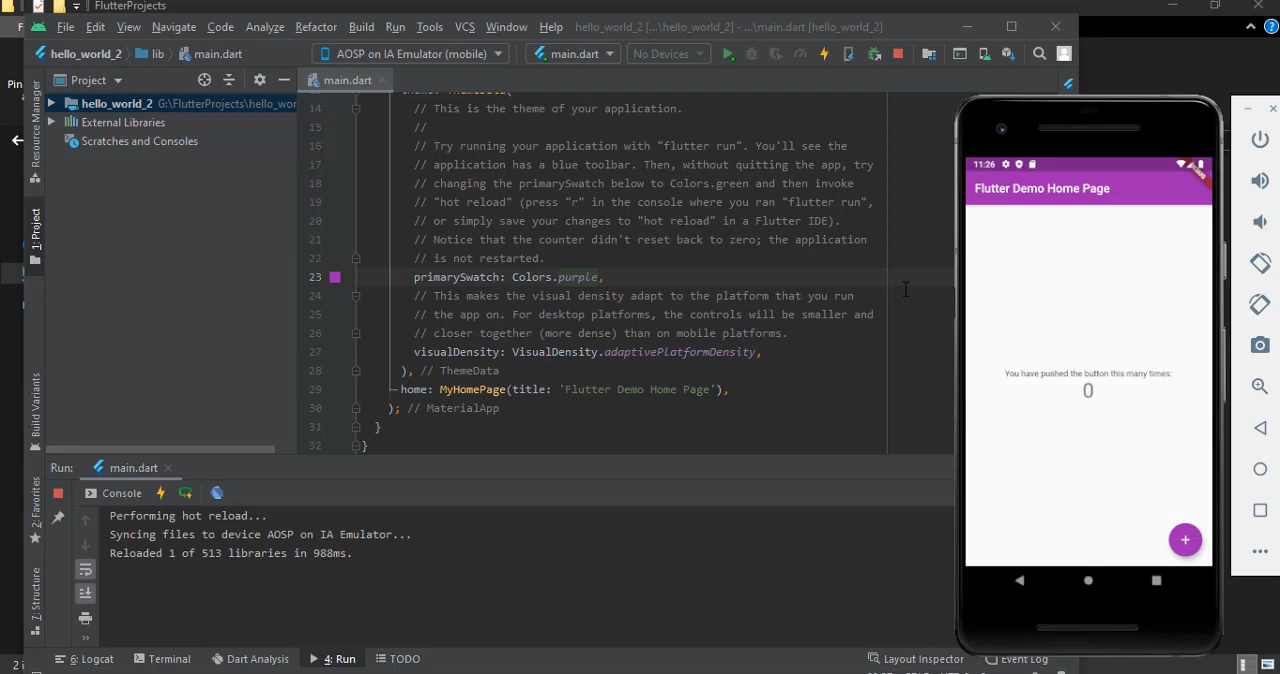 FlutterProjects
File Edit View Navigate Code Analyze Refactor Build Run Tools VCS Window Help hello_world_2 [...\hello_world_2] - ...\main.dart [hello_world_2]
hello_world_2 lib main.dart AOSP on IA Emulator (mobile) main.dart No Devices
Pin
Project main.dart
hello_world_2 G:\FlutterProjects\hello_wor
External Libraries
Scratches and Consoles
Resource Manager
1: Project
Build Variants
2: Favorites
7: Structure
14 // This is the theme of your application.
15 //
16 // Try running your application with "flutter run". You'll see the
17 // application has a blue toolbar. Then, without quitting the app, try
18 // changing the primarySwatch below to Colors.green and then invoke
19 // "hot reload" (press "r" in the console where you ran "flutter run",
20 // or simply save your changes to "hot reload" in a Flutter IDE).
21 // Notice that the counter didn't reset back to zero; the application
22 // is not restarted.
23 primarySwatch: Colors.purple,
24 // This makes the visual density adapt to the platform that you run
25 // the app on. For desktop platforms, the controls will be smaller and
26 // closer together (more dense) than on mobile platforms.
27 visualDensity: VisualDensity.adaptivePlatformDensity,
28 ), // ThemeData
29 home: MyHomePage(title: 'Flutter Demo Home Page'),
30 ); // MaterialApp
31 }
32 }
Run: main.dart
Console
Performing hot reload...
Syncing files to device AOSP on IA Emulator...
Reloaded 1 of 513 libraries in 988ms.
6: Logcat Terminal Dart Analysis 4: Run TODO Layout Inspector Event Log
11:26
Flutter Demo Home Page
You have pushed the button this many times:
0
+